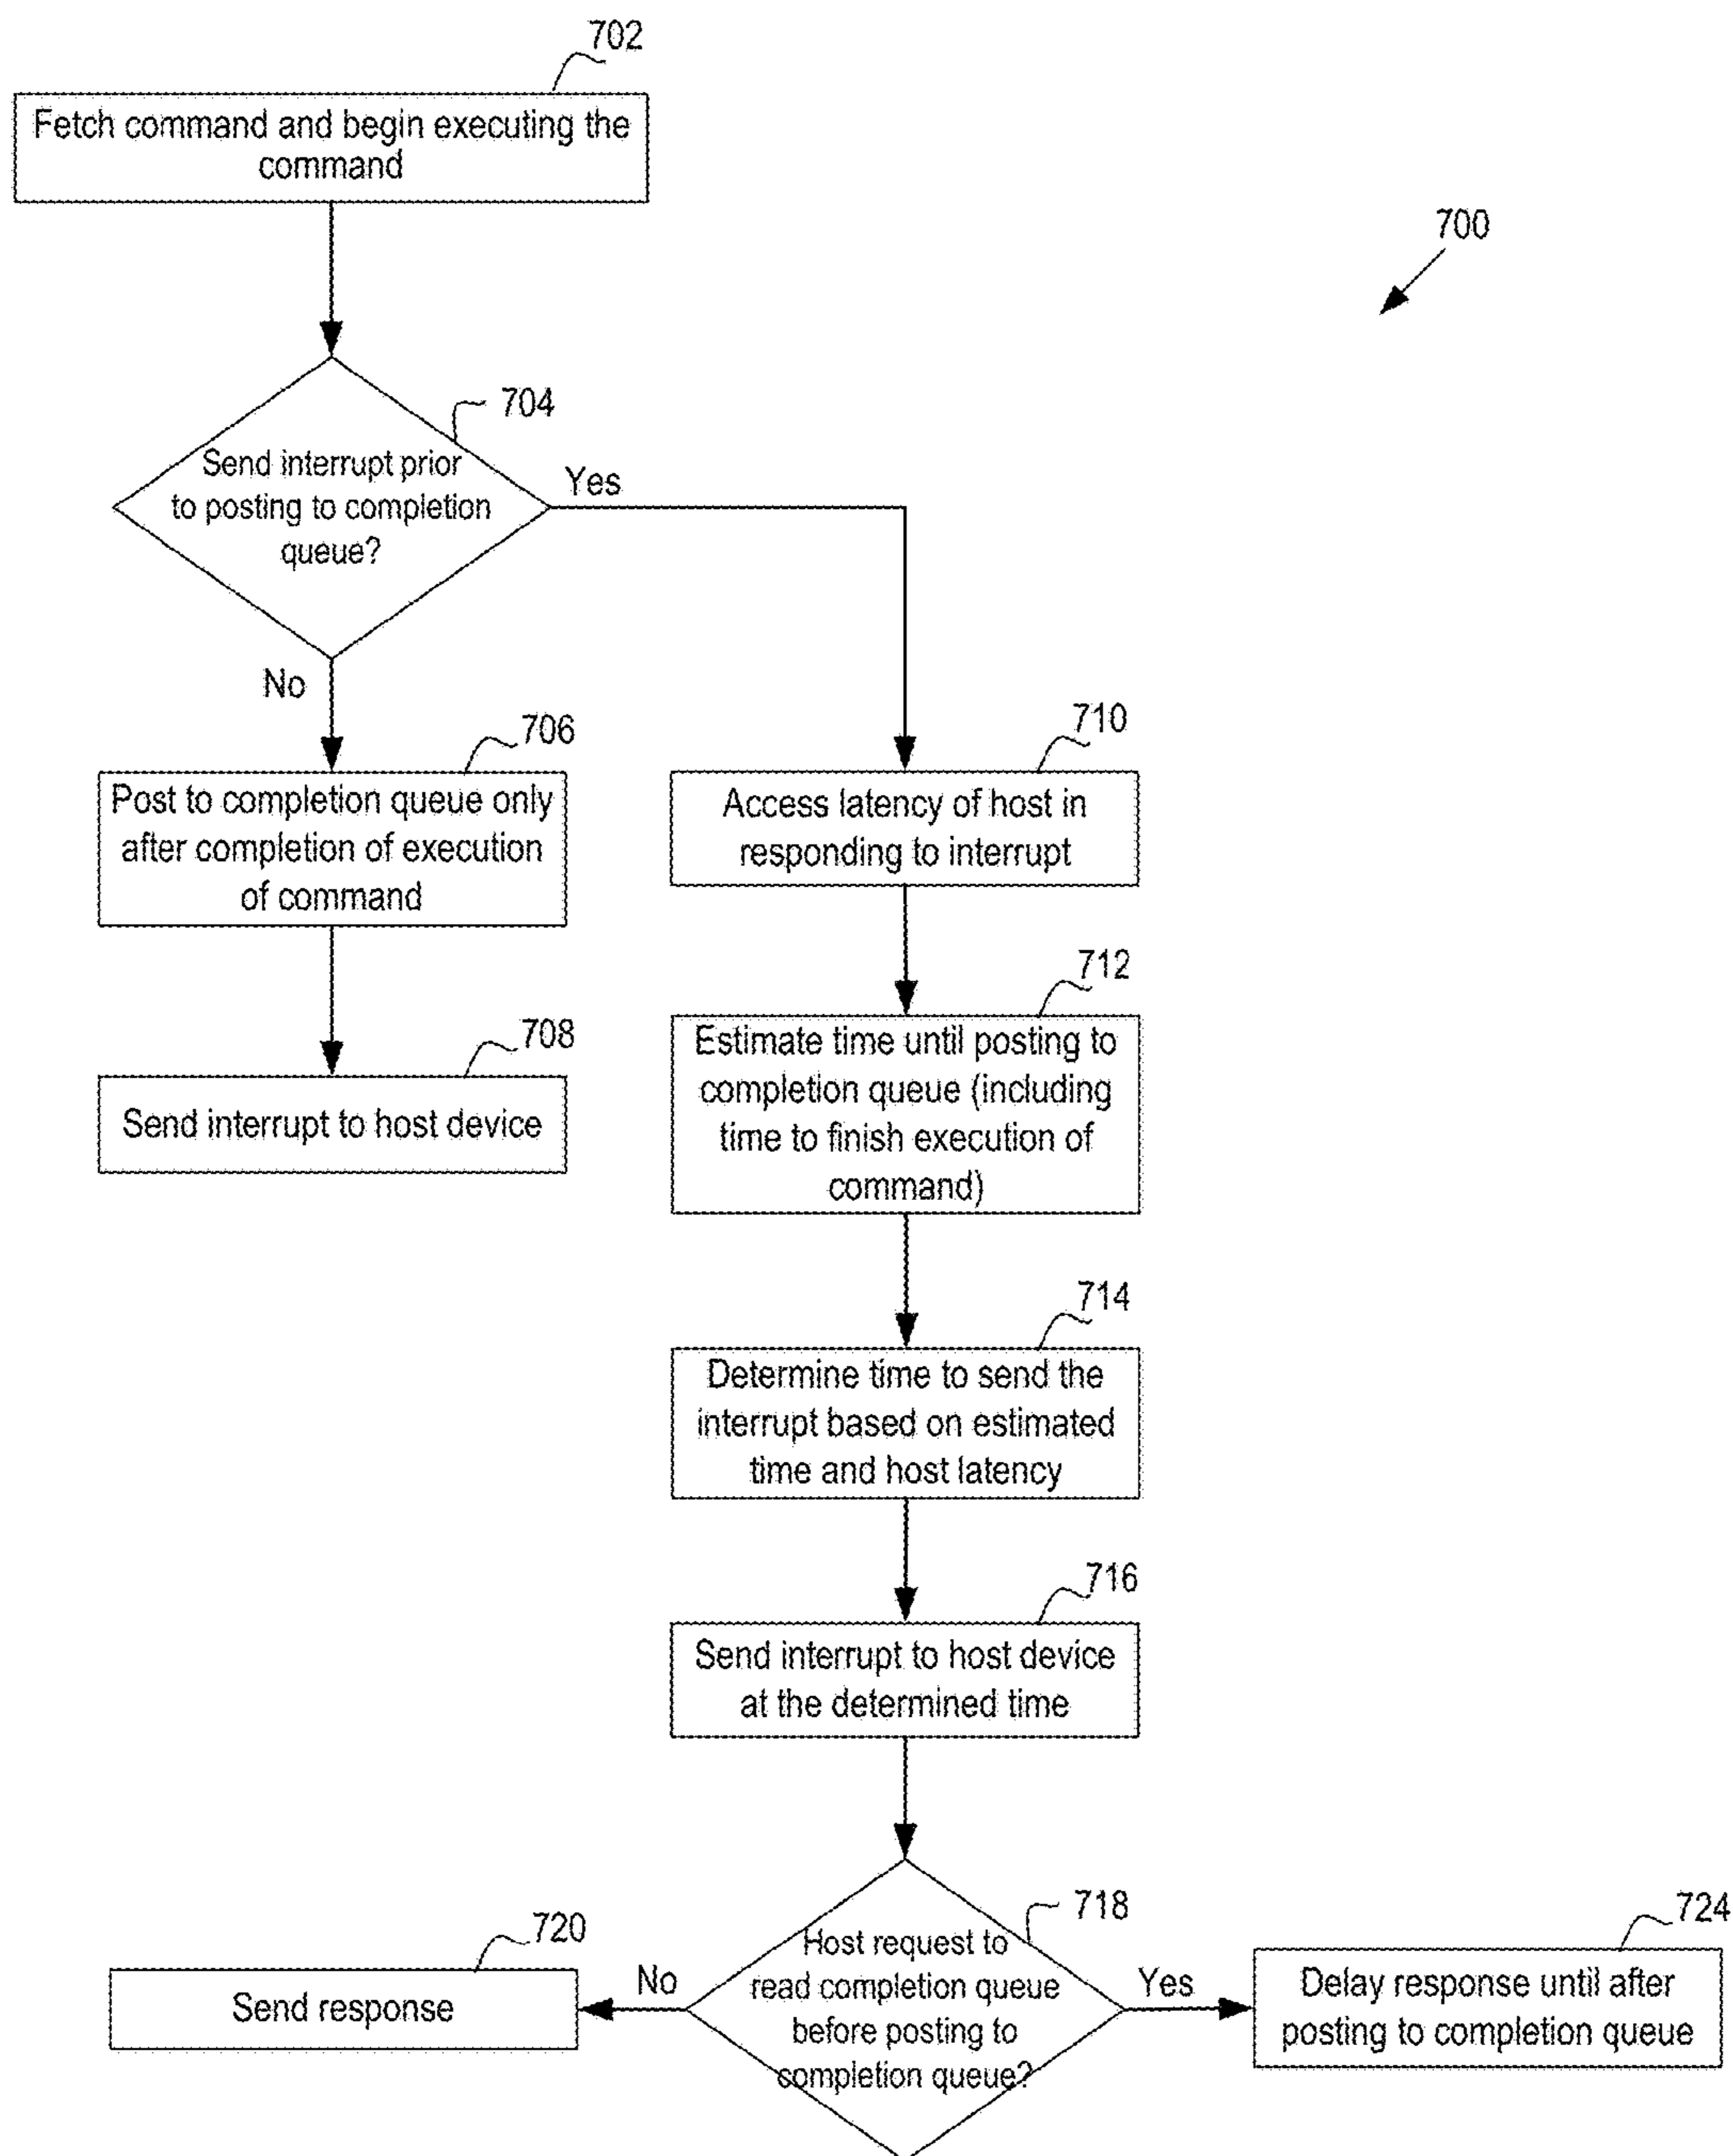 702
Fetch command and begin executing the
command
700
704
Send interrupt prior
to posting to completion
queue?
Yes
No
706
Post to completion queue only
after completion of execution
of command
708
Send interrupt to host device
710
Access latency of host in
responding to interrupt
712
Estimate time until posting to
completion queue (including
time to finish execution of
command)
714
Determine time to send the
interrupt based on estimated
time and host latency
716
Send interrupt to host device
at the determined time
718
Host request to
read completion queue
before posting to
completion queue?
No
720
Send response
Yes
724
Delay response until after
posting to completion queue